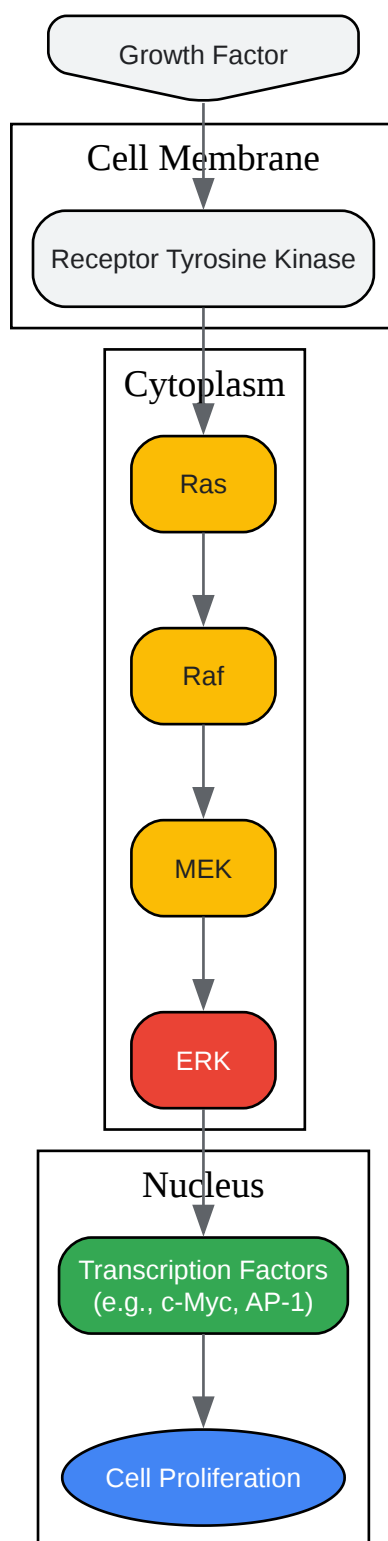 Growth Factor
Cell Membrane
Receptor Tyrosine Kinase
Cytoplasm
Ras
Raf
MEK
ERK
Nucleus
Transcription Factors
(e.g., c-Myc, AP-1)
Cell Proliferation